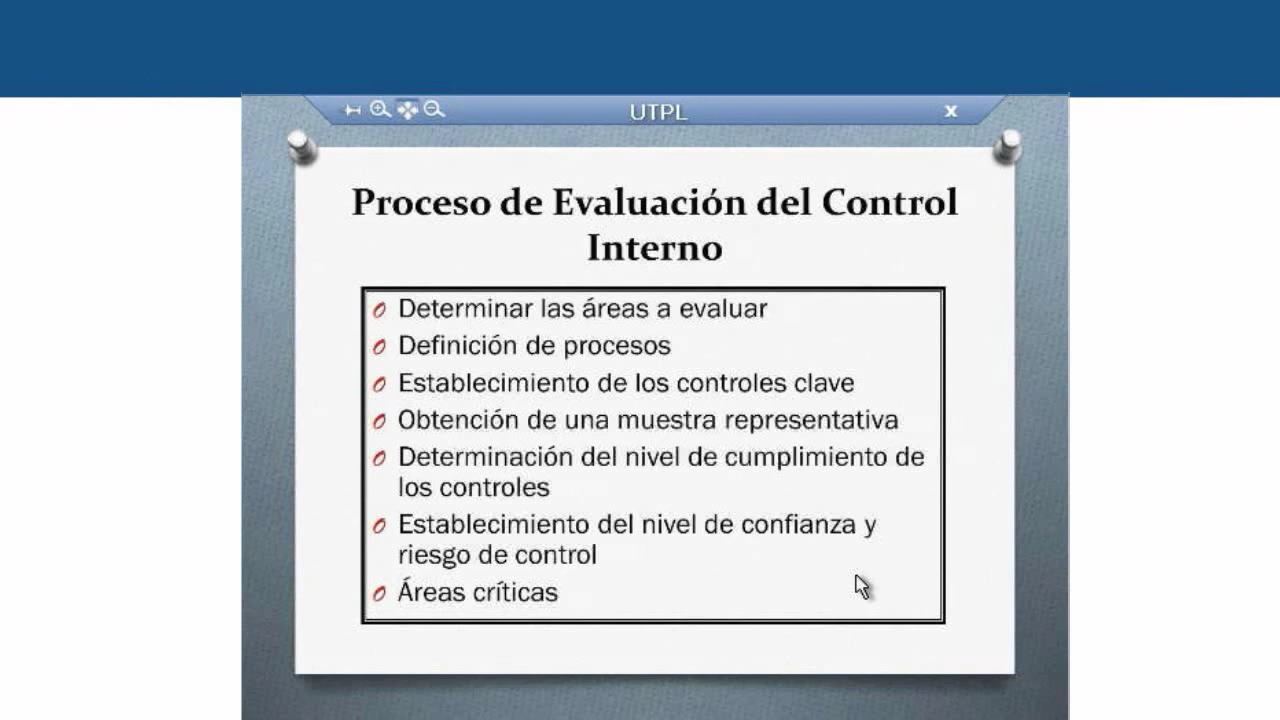 UTPL
x
Proceso de Evaluación del Control
Interno
Determinar las áreas a evaluar
Definición de procesos
Establecimiento de los controles clave
Obtención de una muestra representativa
Determinación del nivel de cumplimiento de
los controles
Establecimiento del nivel de confianza y
riesgo de control
Áreas críticas